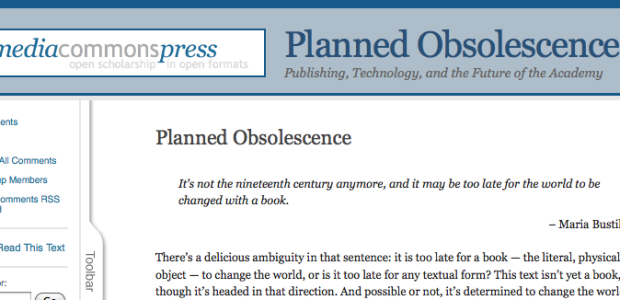 mediacommonspress
open scholarship in open formats
Planned Obsolescence
Publishing, Technology, and the Future of the Academy
ents
All Comments
p Members
omments RSS
Read This Text
or:
Go
Toolbar
Planned Obsolescence
It's not the nineteenth century anymore, and it may be too late for the world to be
changed with a book.
– Maria Bustil
There's a delicious ambiguity in that sentence: it is too late for a book — the literal, physical
object — to change the world, or is it too late for any textual form? This text isn't yet a book,
though it's headed in that direction. And possible or not, it's determined to change the worl